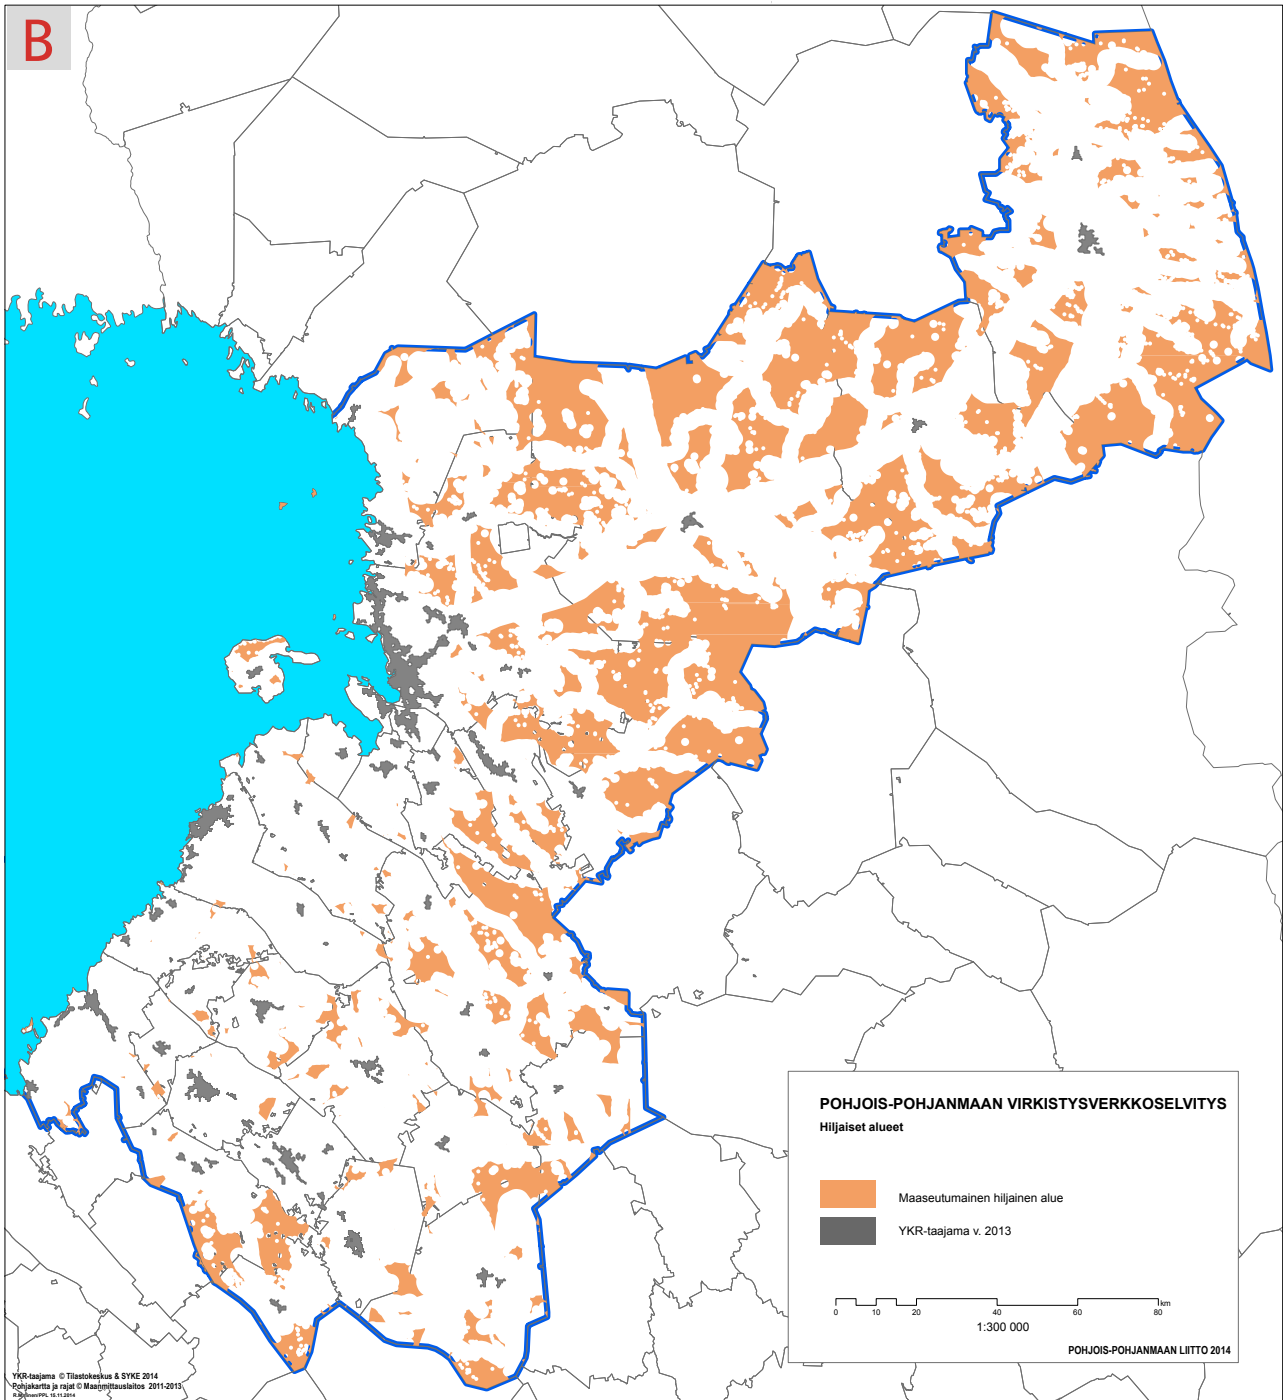 B
POHJOIS-POHJANMAAN VIRKISTYSVERKKOSELVITYS
Hiljaiset alueet
Maaseutumainen hiljainen alue
YKR-taajama v. 2013
0 10 20 40 60 80 km
1:300 000
POHJOIS-POHJANMAAN LIITTO 2014
YKR-taajama © Tilastokeskus & SYKE 2014
Pohjakartta ja rajat © Maanmittauslaitos 2011-2013